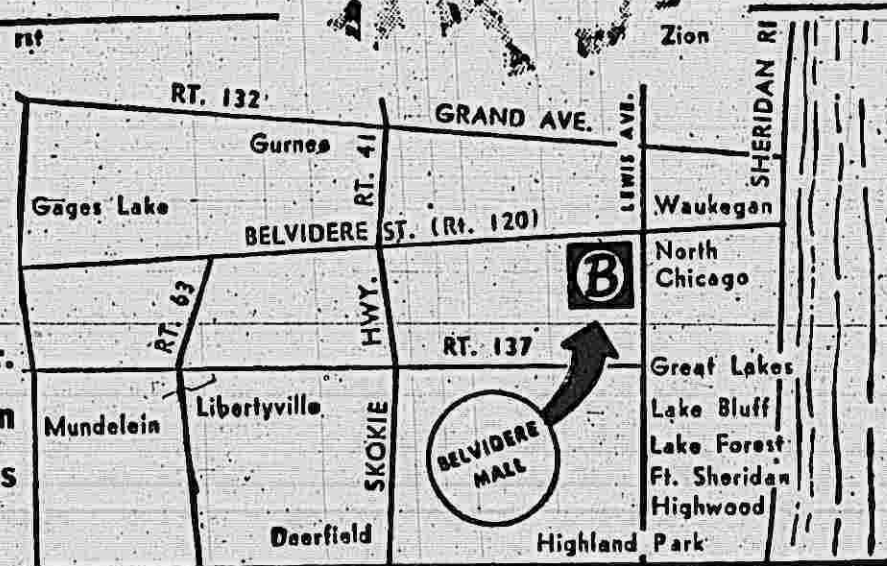 Zion
SHERIDAN
RT. 132
GRAND AVE.
LEWIS AVE.
Gurnee
RT. 41
Gages Lake
Waukegan
BELVIDERE ST. (Rt. 120)
North
Chicago
B
RT. 63
HWY.
RT. 137
Great Lakes
Mundelein
Libertyville
Lake Bluff
SKOKIE
BELVIDERE
MALL
Lake Forest
Ft. Sheridan
Highwood
Deerfield
Highland Park